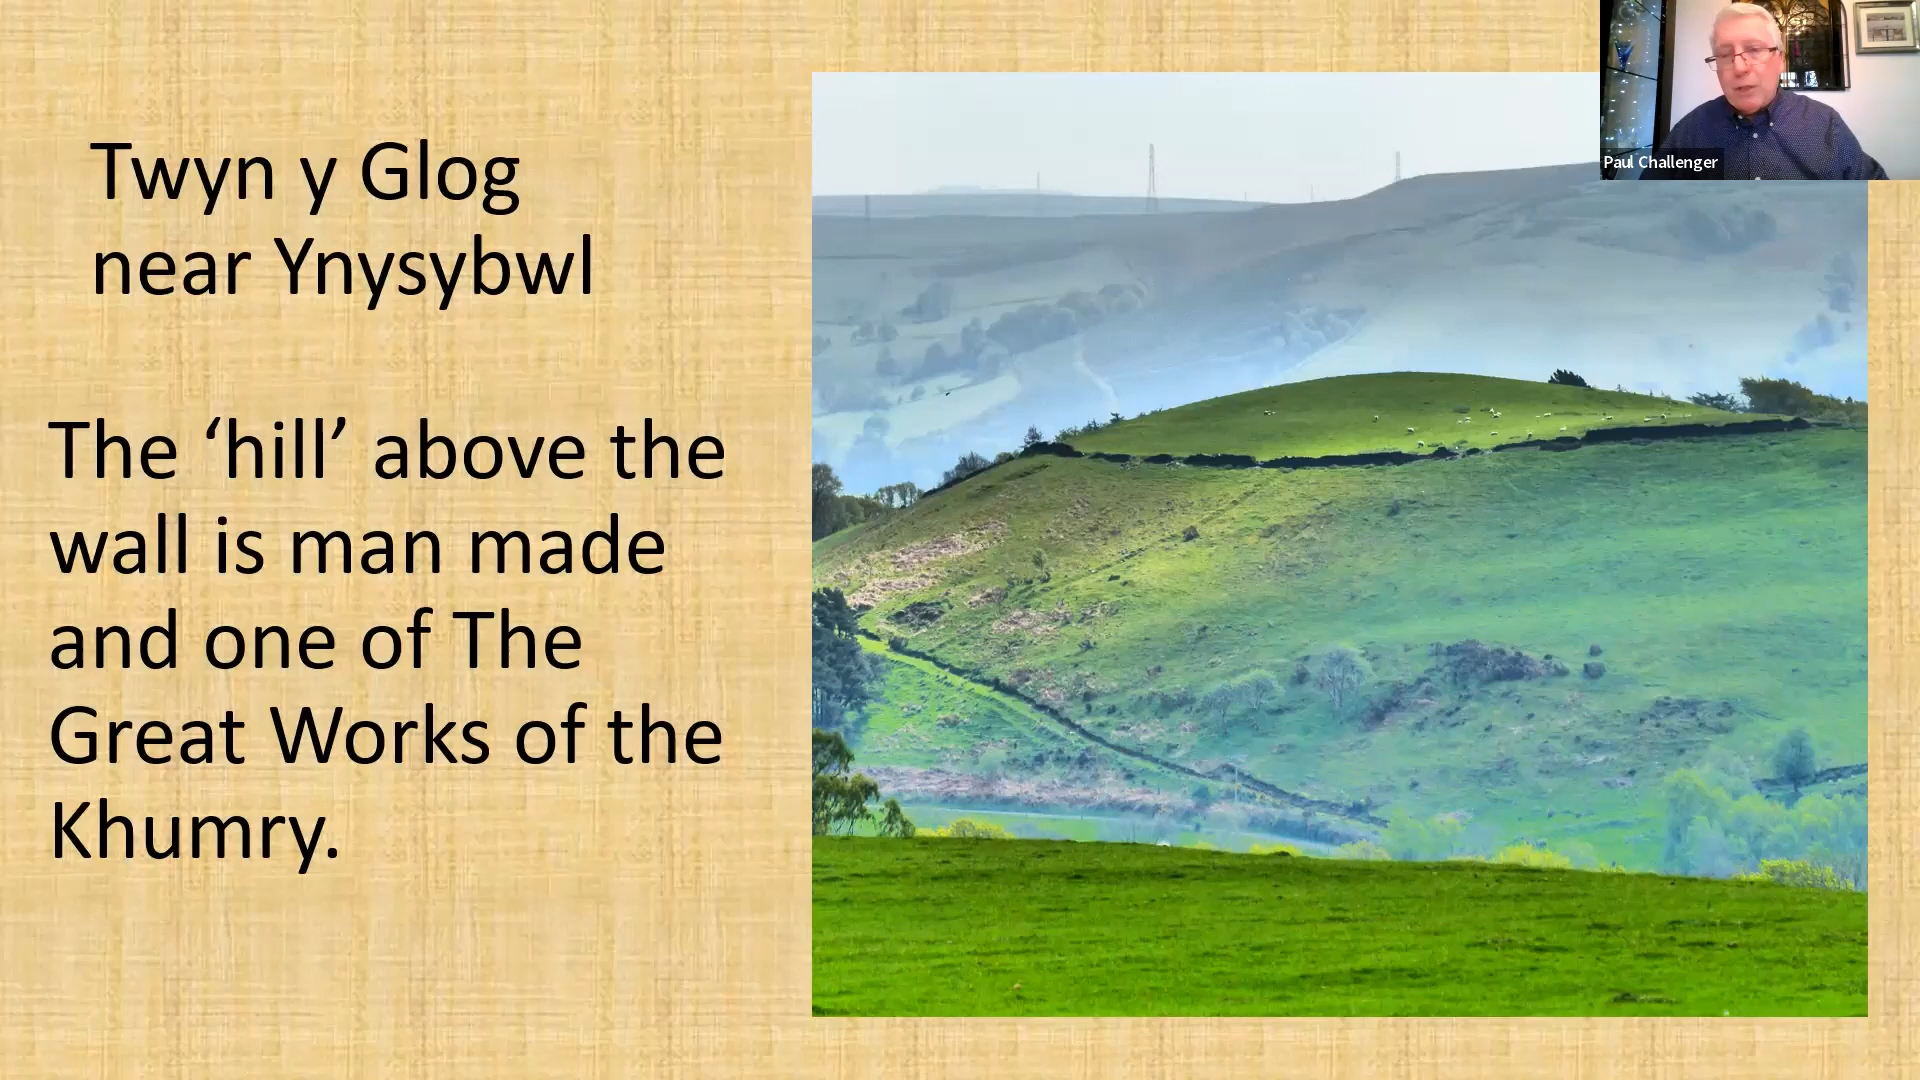 Twyn y Glog
near Ynysybwl
The ‘hill’ above the
wall is man made
and one of The
Great Works of the
Khumry.
Paul Challenger